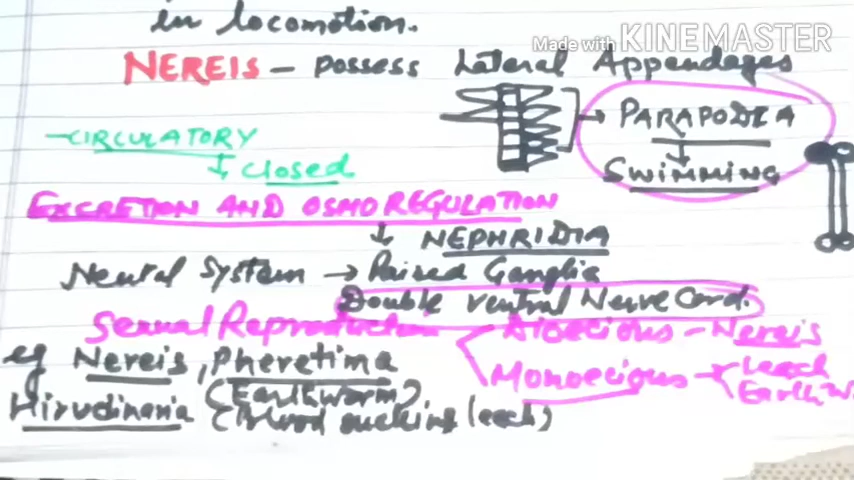 in locomotion.
Made with KINEMASTER
NEREIS - POSSESS Lateral Appendages
PARAPODIA
SWIMMING
CIRCULATORY
closed
EXCRETION AND OSMOREGULATION
NEPHRIDIA
Neural System → Paired Ganglia
Double ventral Nerve Cord.
Sexual Reproduction
Dioecious - Nereis
Monoecious → Leech
Earthw
eg Nereis, Pheretima
(Earthworm),
Hirudinaria (Blood sucking leech)